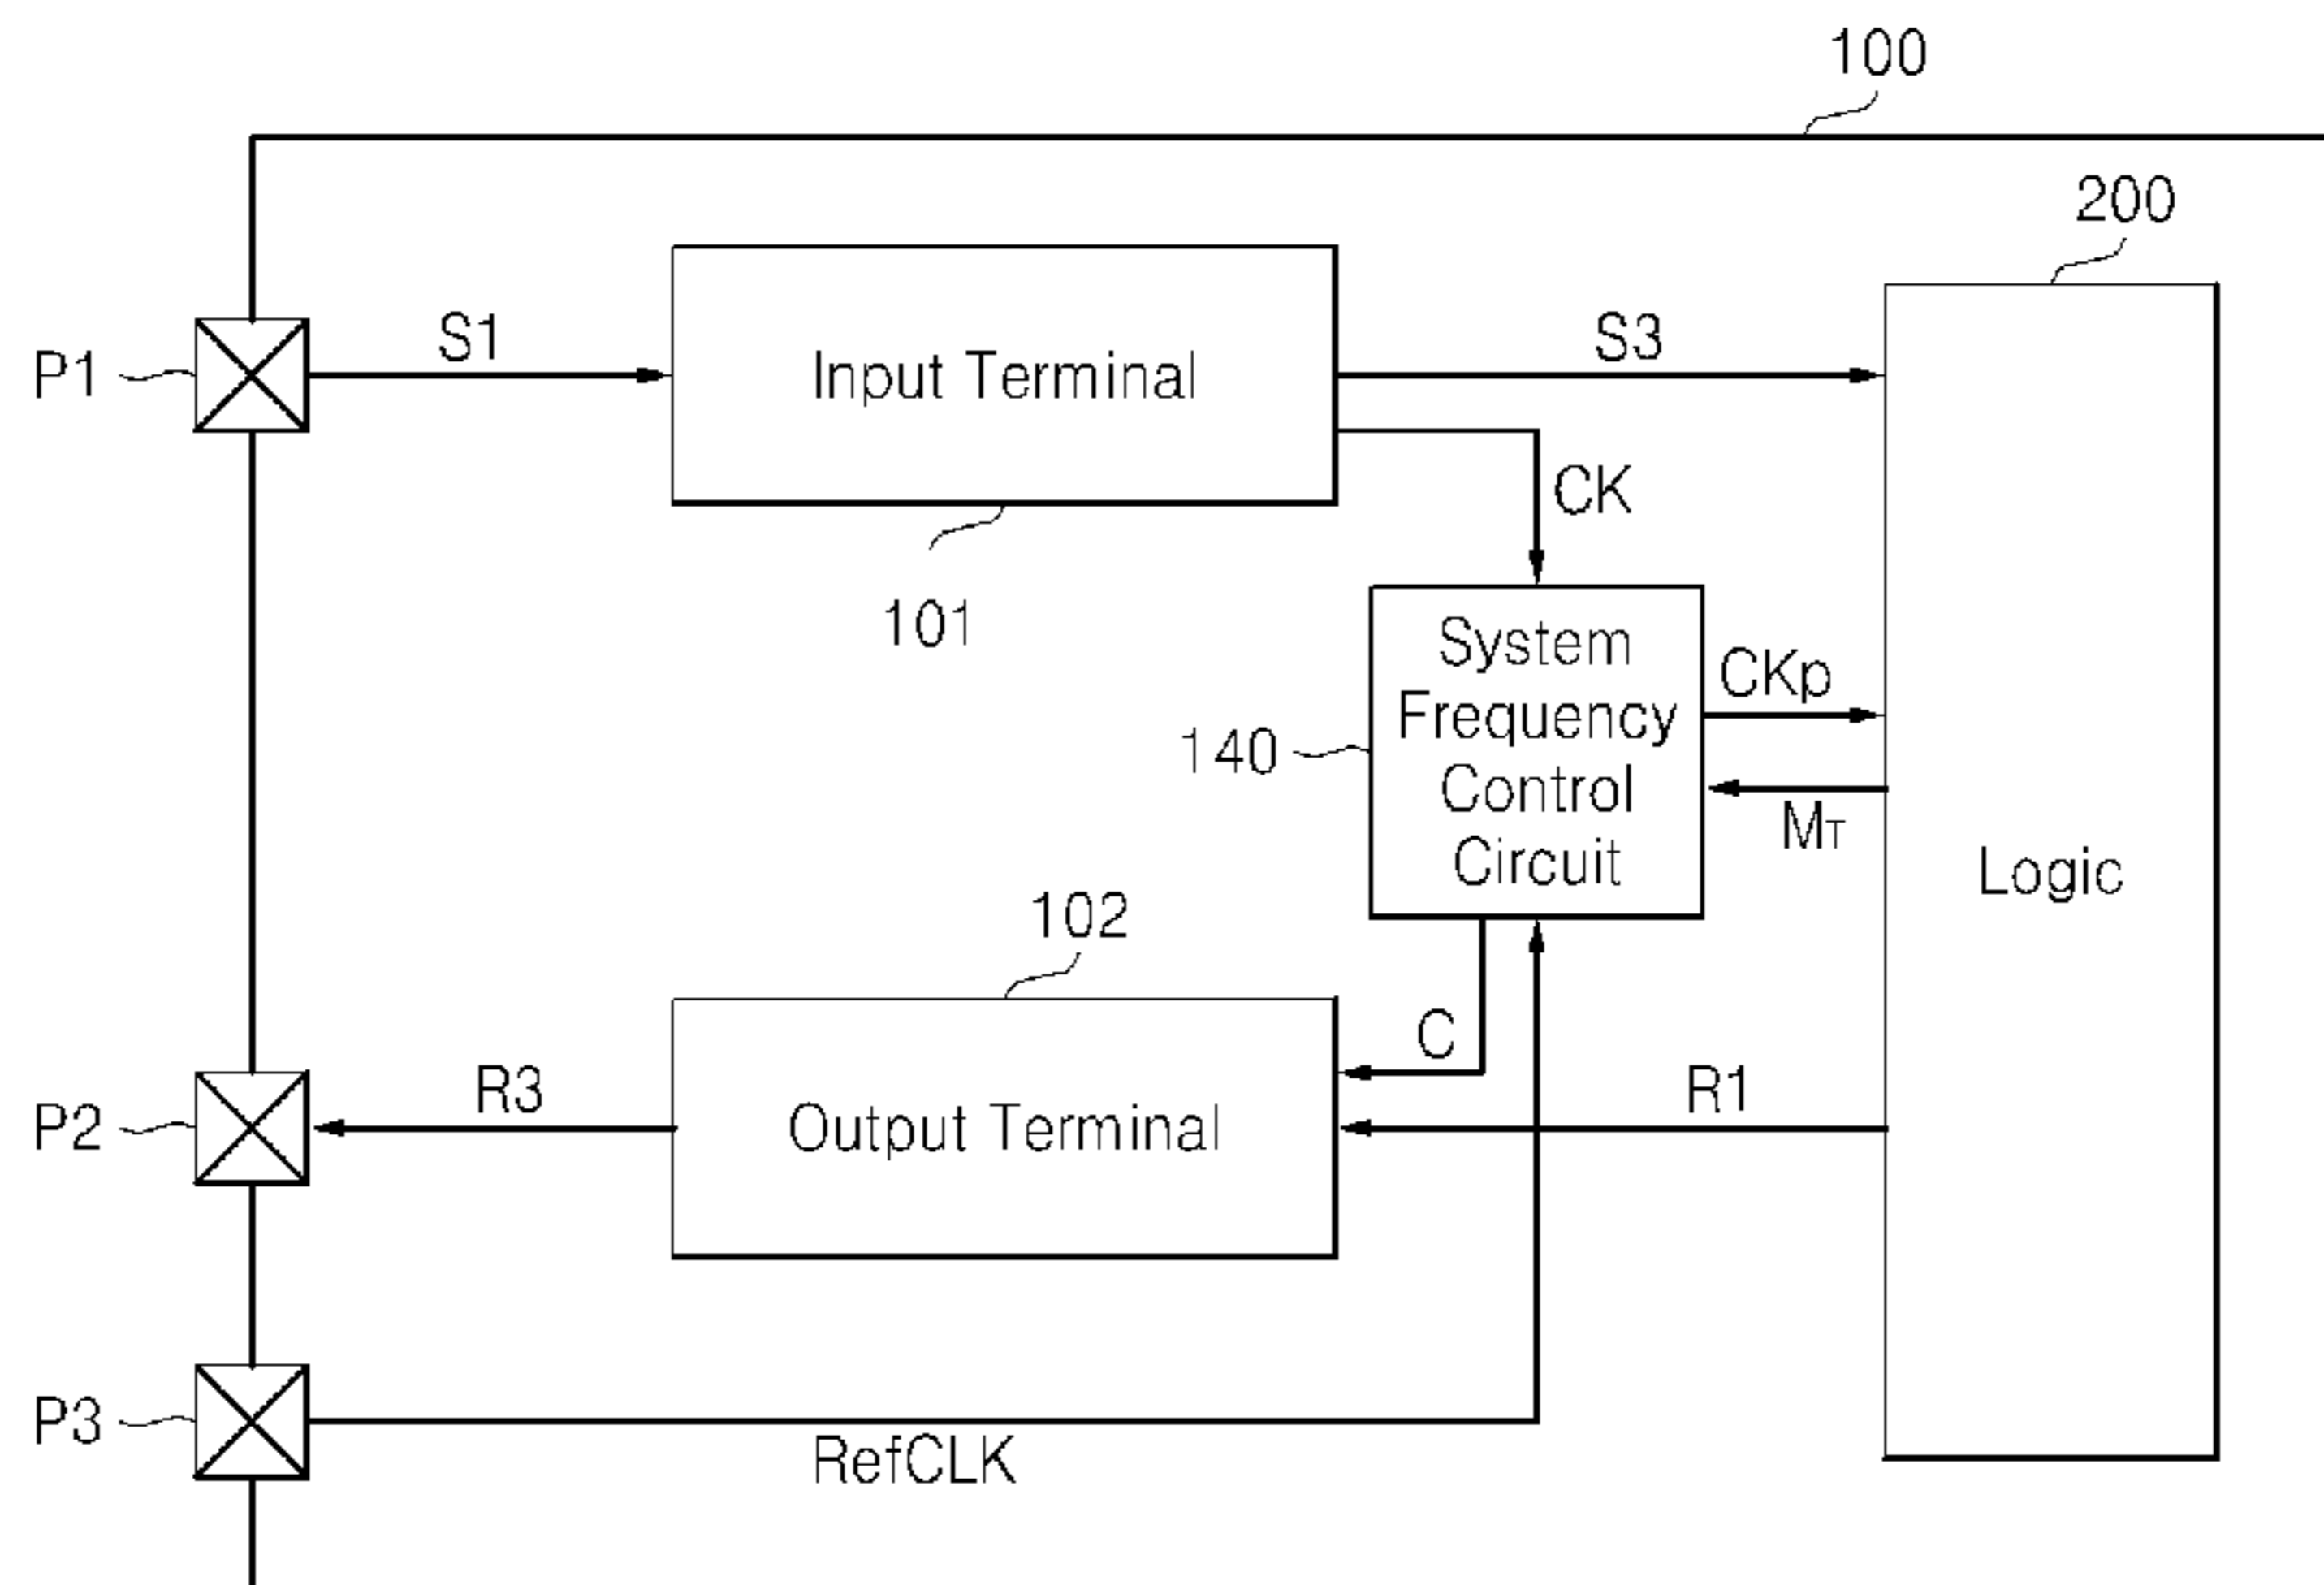 100
200
P1
S1
Input Terminal
S3
CK
101
System
Frequency
Control
Circuit
CKp
140
MT
Logic
102
C
R3
R1
P2
Output Terminal
P3
RefCLK